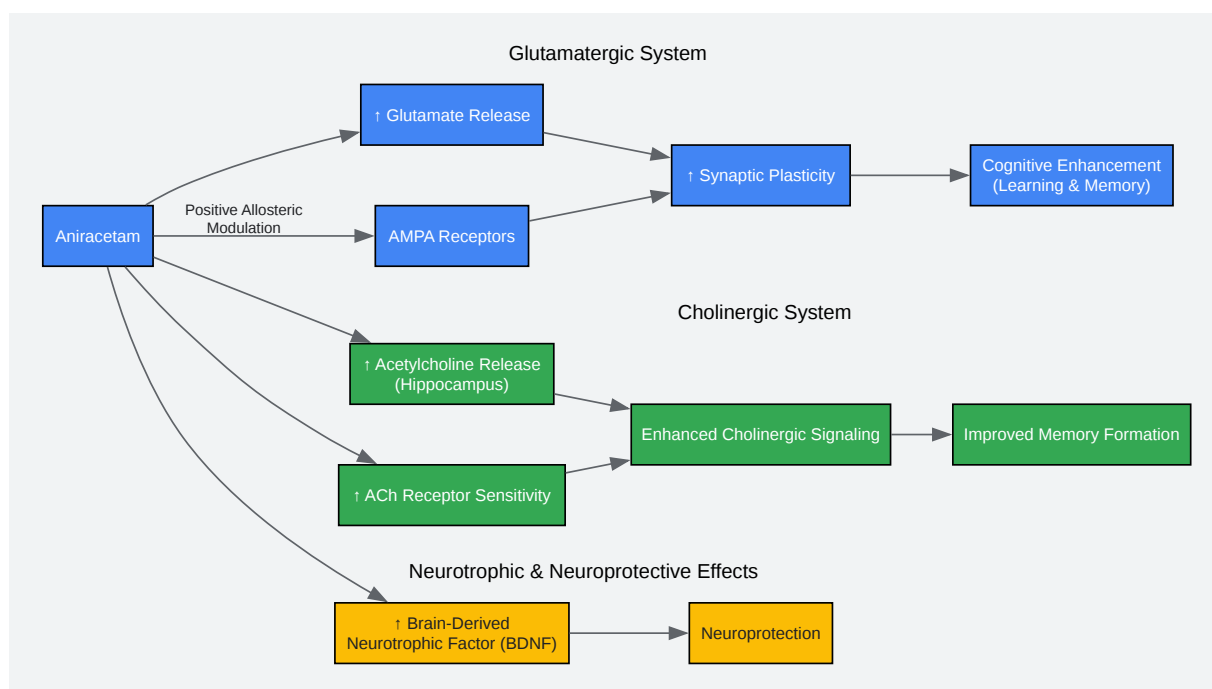 Glutamatergic System
↑ Glutamate Release
↑ Synaptic Plasticity
Cognitive Enhancement
(Learning & Memory)
Aniracetam
Positive Allosteric
Modulation
AMPA Receptors
Cholinergic System
↑ Acetylcholine Release
(Hippocampus)
Enhanced Cholinergic Signaling
Improved Memory Formation
↑ ACh Receptor Sensitivity
Neurotrophic & Neuroprotective Effects
↑ Brain-Derived
Neurotrophic Factor (BDNF)
Neuroprotection